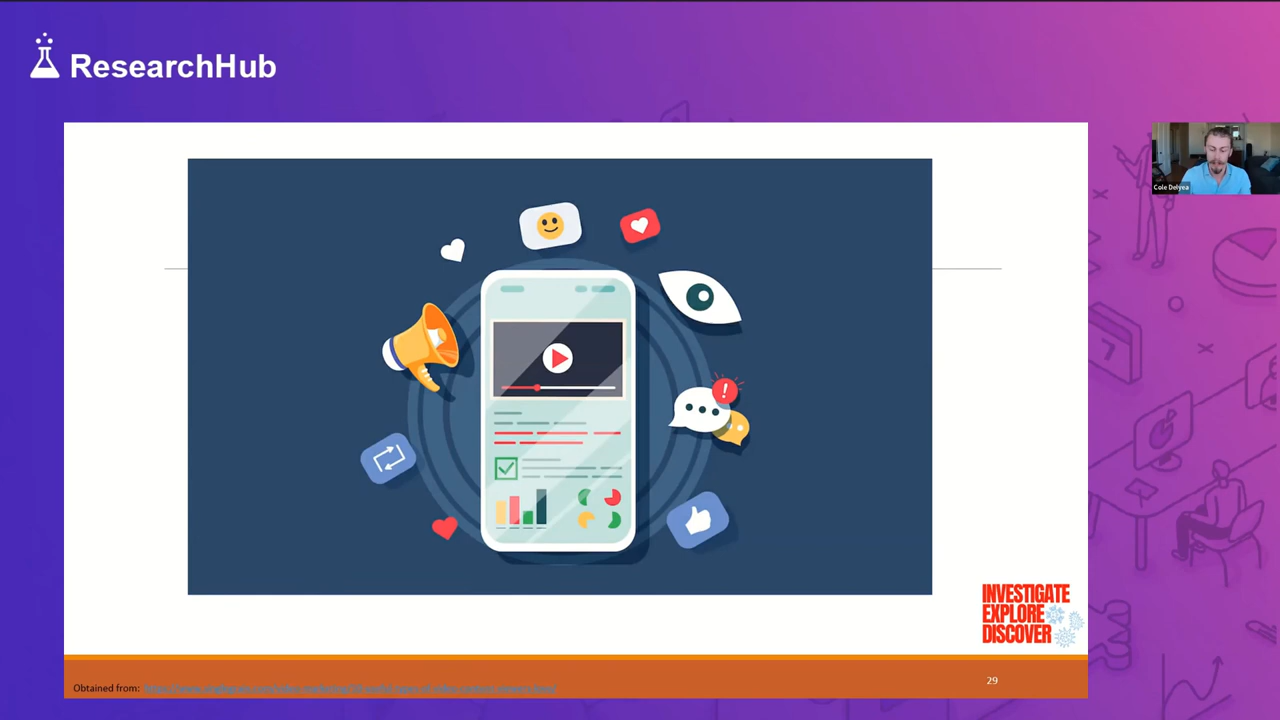 ResearchHub
Cole Delyea
INVESTIGATE
EXPLORE
DISCOVER
Obtained from:
29